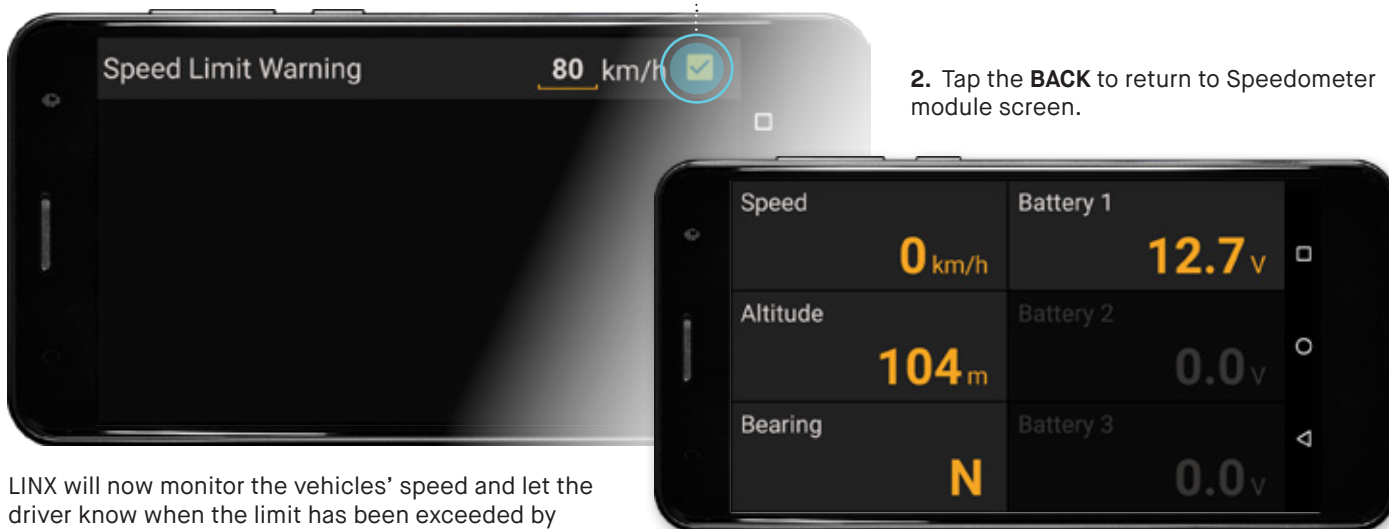 Speed Limit Warning 80 km/h
2. Tap the BACK to return to Speedometer
module screen.
Speed Battery 1
0 km/h 12.7 V
Altitude Battery 2
104 m 0.0 V
Bearing Battery 3
N 0.0 V
LINX will now monitor the vehicles’ speed and let the
driver know when the limit has been exceeded by